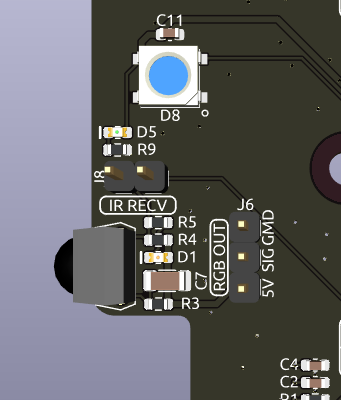 C11
D8
D5
R9
J8
IR RECV
J6
R5
R4
D1
C7
R3
RGB OUT
GMD
SIG
5V
C4
C2
R1